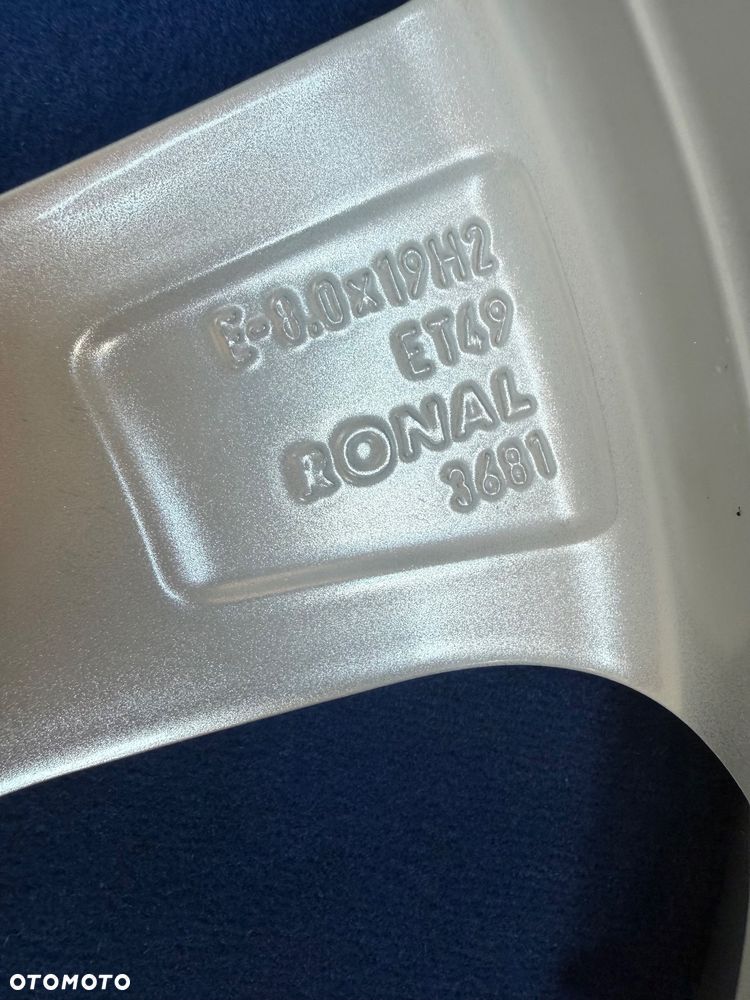 E-8.0x19H2
ET49
RONAL
3681
OTOMOTO